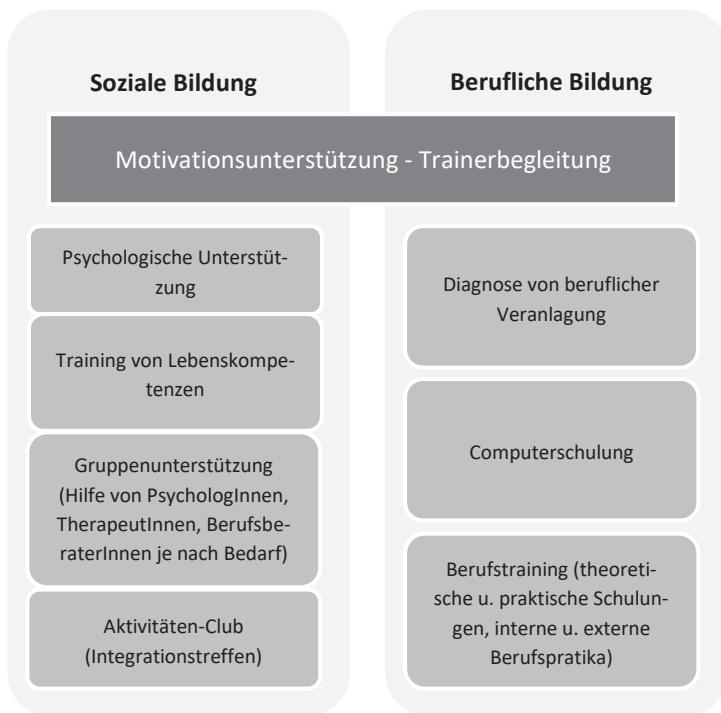 Soziale Bildung
Berufliche Bildung
Motivationsunterstützung - Trainerbegleitung
Psychologische Unterstüt-
zung
Training von Lebenskompe-
tenzen
Gruppenunterstützung
(Hilfe von PsychologInnen,
TherapeutInnen, Berufsbe-
raterInnen je nach Bedarf)
Aktivitäten-Club
(Integrationstreffen)
Diagnose von beruflicher
Veranlagung
Computerschulung
Berufstraining (theoreti-
sche u. praktische Schulun-
gen, interne u. externe
Berufspratika)